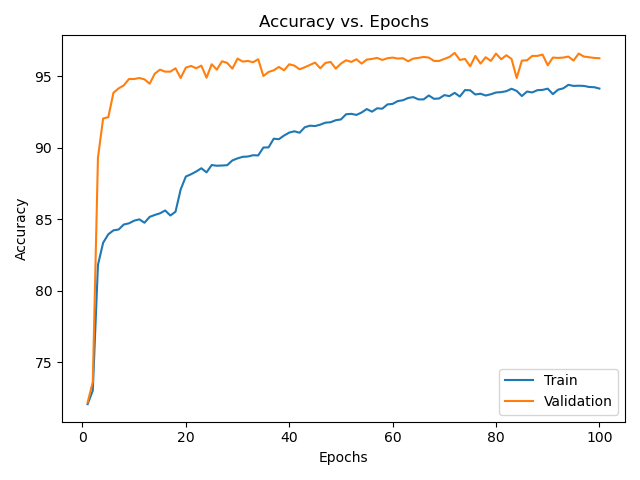 Accuracy vs. Epochs
Accuracy
95
90
85
80
75
0 20 40 60 80 100
Epochs
Train
Validation